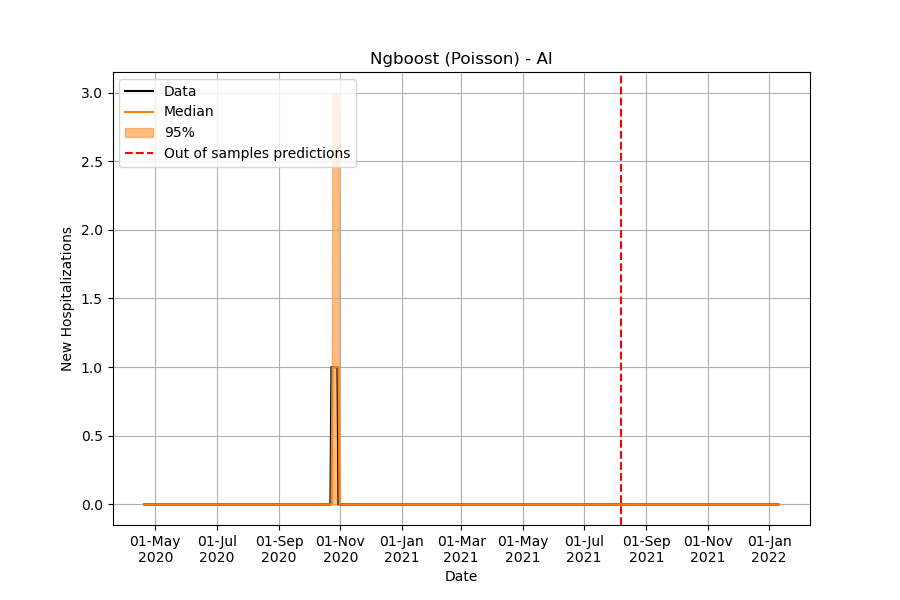 Ngboost (Poisson) - AI
Data
Median
95%
Out of samples predictions
New Hospitalizations
3.0
2.5
2.0
1.5
1.0
0.5
0.0
01-May 01-Jul 01-Sep 01-Nov 01-Jan 01-Mar 01-May 01-Jul 01-Sep 01-Nov 01-Jan
2020 2020 2020 2020 2021 2021 2021 2021 2021 2021 2022
Date